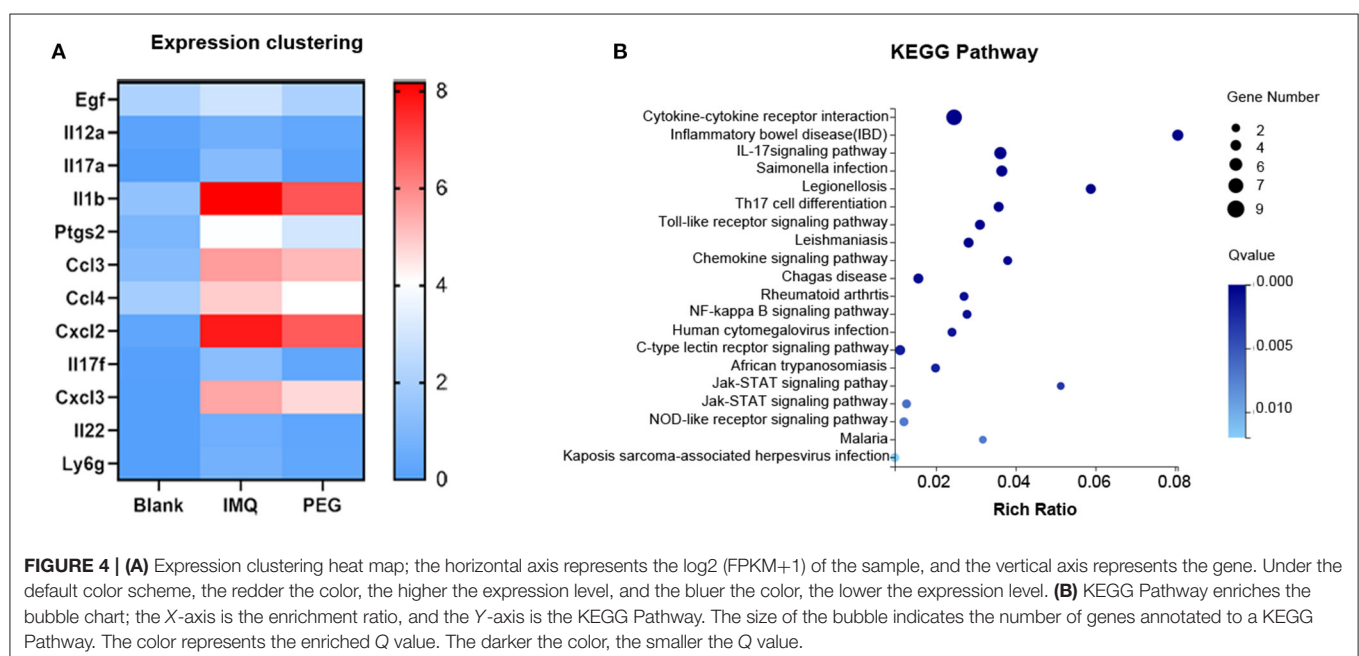 A
Expression clustering
Egf
Il12a
Il17a
Il1b
Ptgs2
Ccl3
Ccl4
Cxcl2
Il17f
Cxcl3
Il22
Ly6g
Blank
IMQ
PEG
8
6
4
2
0
B
KEGG Pathway
Cytokine-cytokine receptor interaction
Inflammatory bowel disease(IBD)
IL-17signaling pathway
Saimonella infection
Legionellosis
Th17 cell differentiation
Toll-like receptor signaling pathway
Leishmaniasis
Chemokine signaling pathway
Chagas disease
Rheumatoid arthrtis
NF-kappa B signaling pathway
Human cytomegalovirus infection
C-type lectin rcptor signaling pathway
African trypanosomiasis
Jak-STAT signaling pathay
Jak-STAT signaling pathway
NOD-like receptor signaling pathway
Malaria
Kaposis sarcoma-associated herpesvirus infection
0.02
0.04
0.06
0.08
Rich Ratio
Gene Number
2
4
6
7
9
Qvalue
0.000
0.005
0.010
FIGURE 4 | (A) Expression clustering heat map; the horizontal axis represents the log2 (FPKM+1) of the sample, and the vertical axis represents the gene. Under the
default color scheme, the redder the color, the higher the expression level, and the bluer the color, the lower the expression level. (B) KEGG Pathway enriches the
bubble chart; the X-axis is the enrichment ratio, and the Y-axis is the KEGG Pathway. The size of the bubble indicates the number of genes annotated to a KEGG
Pathway. The color represents the enriched Q value. The darker the color, the smaller the Q value.